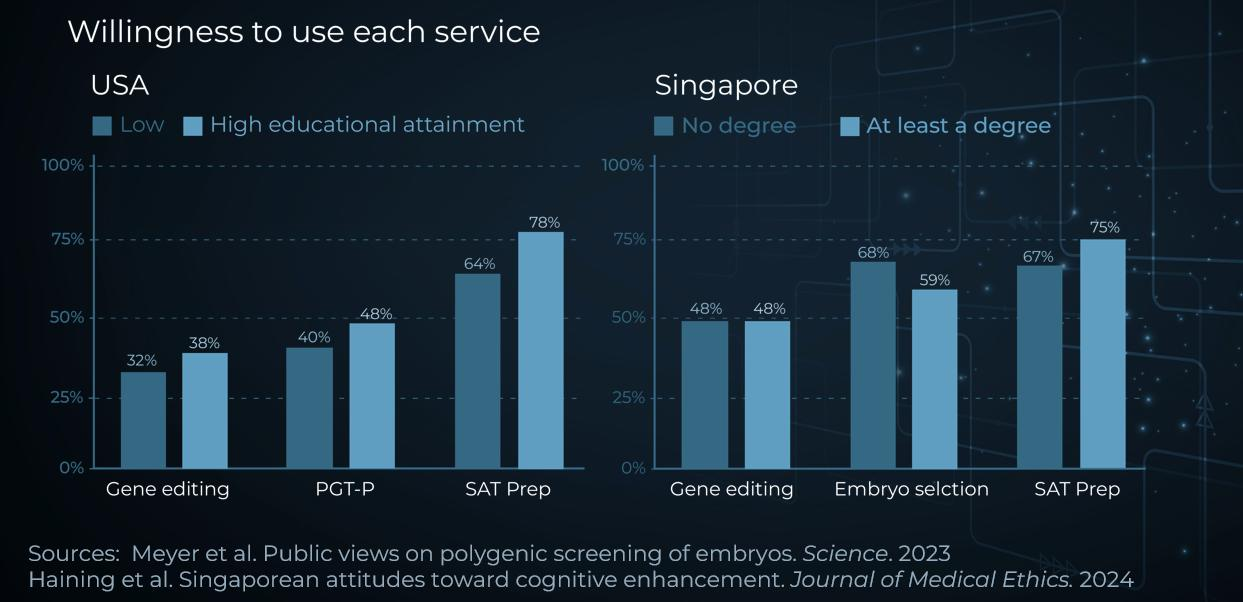 Willingness to use each service
USA
Low High educational attainment
100%
75%
50%
25%
0%
32%
38%
40%
48%
64%
78%
Gene editing PGT-P SAT Prep
Singapore
No degree At least a degree
100%
75%
50%
25%
0%
48%
48%
68%
59%
67%
75%
Gene editing Embryo selction SAT Prep
Sources: Meyer et al. Public views on polygenic screening of embryos. Science. 2023
Haining et al. Singaporean attitudes toward cognitive enhancement. Journal of Medical Ethics. 2024